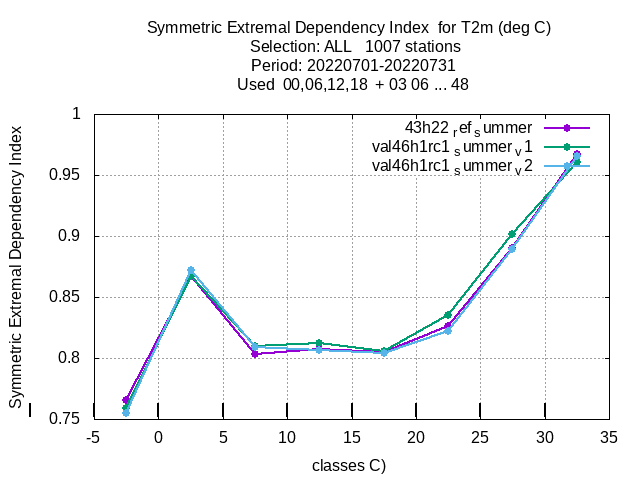 Symmetric Extremal Dependency Index  for T2m (deg C)
Selection: ALL   1007 stations
Period: 20220701-20220731
Used  00,06,12,18  + 03 06 ... 48
Symmetric Extremal Dependency Index
1
0.95
0.9
0.85
0.8
0.75
43h22 ref summer
val46h1rc1 summer v1
val46h1rc1 summer v2
-5 0 5 10 15 20 25 30 35
classes C)